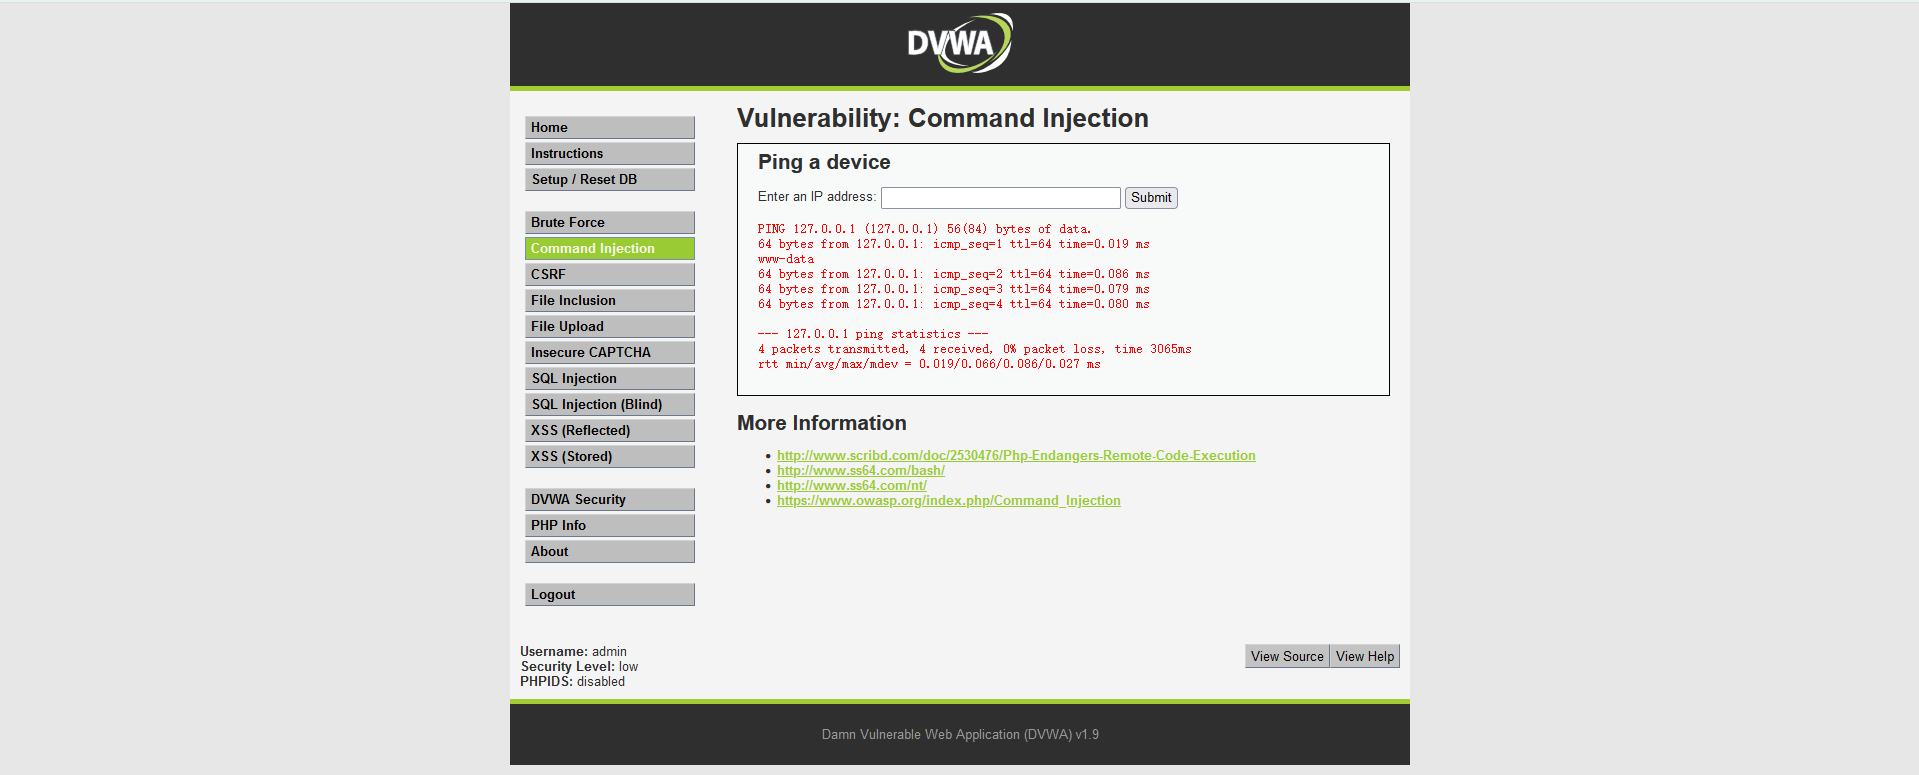 DVWA
Home
Instructions
Setup / Reset DB
Brute Force
Command Injection
CSRF
File Inclusion
File Upload
Insecure CAPTCHA
SQL Injection
SQL Injection (Blind)
XSS (Reflected)
XSS (Stored)
DVWA Security
PHP Info
About
Logout
Vulnerability: Command Injection
Ping a device
Enter an IP address: Submit
PING 127.0.0.1 (127.0.0.1) 56(84) bytes of data.
64 bytes from 127.0.0.1: icmp_seq=1 ttl=64 time=0.019 ms
www-data
64 bytes from 127.0.0.1: icmp_seq=2 ttl=64 time=0.086 ms
64 bytes from 127.0.0.1: icmp_seq=3 ttl=64 time=0.079 ms
64 bytes from 127.0.0.1: icmp_seq=4 ttl=64 time=0.080 ms
--- 127.0.0.1 ping statistics ---
4 packets transmitted, 4 received, 0% packet loss, time 3065ms
rtt min/avg/max/mdev = 0.019/0.066/0.086/0.027 ms
More Information
http://www.scribd.com/doc/2530476/Php-Endangers-Remote-Code-Execution
http://www.ss64.com/bash/
http://www.ss64.com/nt/
https://www.owasp.org/index.php/Command_Injection
Username: admin
Security Level: low
PHPIDS: disabled
View Source View Help
Damn Vulnerable Web Application (DVWA) v1.9